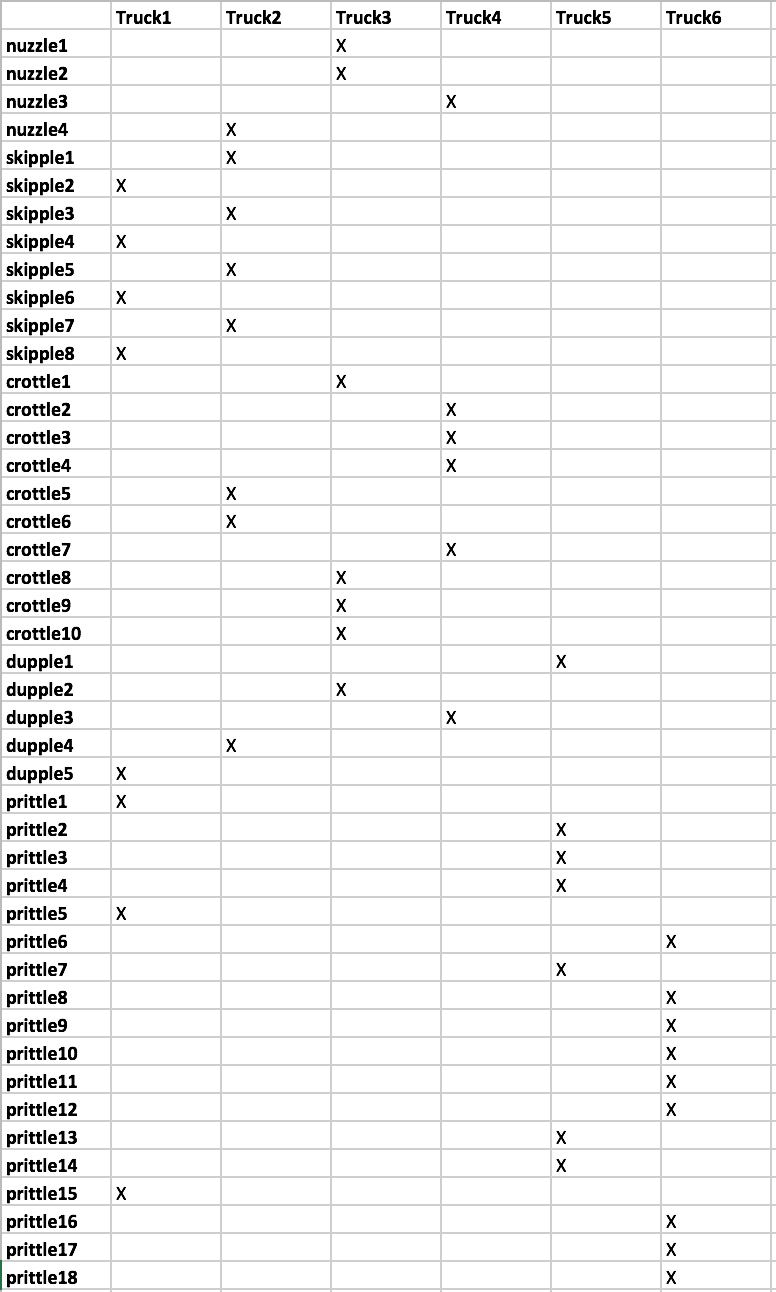 Truck1 Truck2 Truck3 Truck4 Truck5 Truck6
nuzzle1 X
nuzzle2 X
nuzzle3 X
nuzzle4 X
skipple1 X
skipple2 X
skipple3 X
skipple4 X
skipple5 X
skipple6 X
skipple7 X
skipple8 X
crottle1 X
crottle2 X
crottle3 X
crottle4 X
crottle5 X
crottle6 X
crottle7 X
crottle8 X
crottle9 X
crottle10 X
dupple1 X
dupple2 X
dupple3 X
dupple4 X
dupple5 X
prittle1 X
prittle2 X
prittle3 X
prittle4 X
prittle5 X
prittle6 X
prittle7 X
prittle8 X
prittle9 X
prittle10 X
prittle11 X
prittle12 X
prittle13 X
prittle14 X
prittle15 X
prittle16 X
prittle17 X
prittle18 X